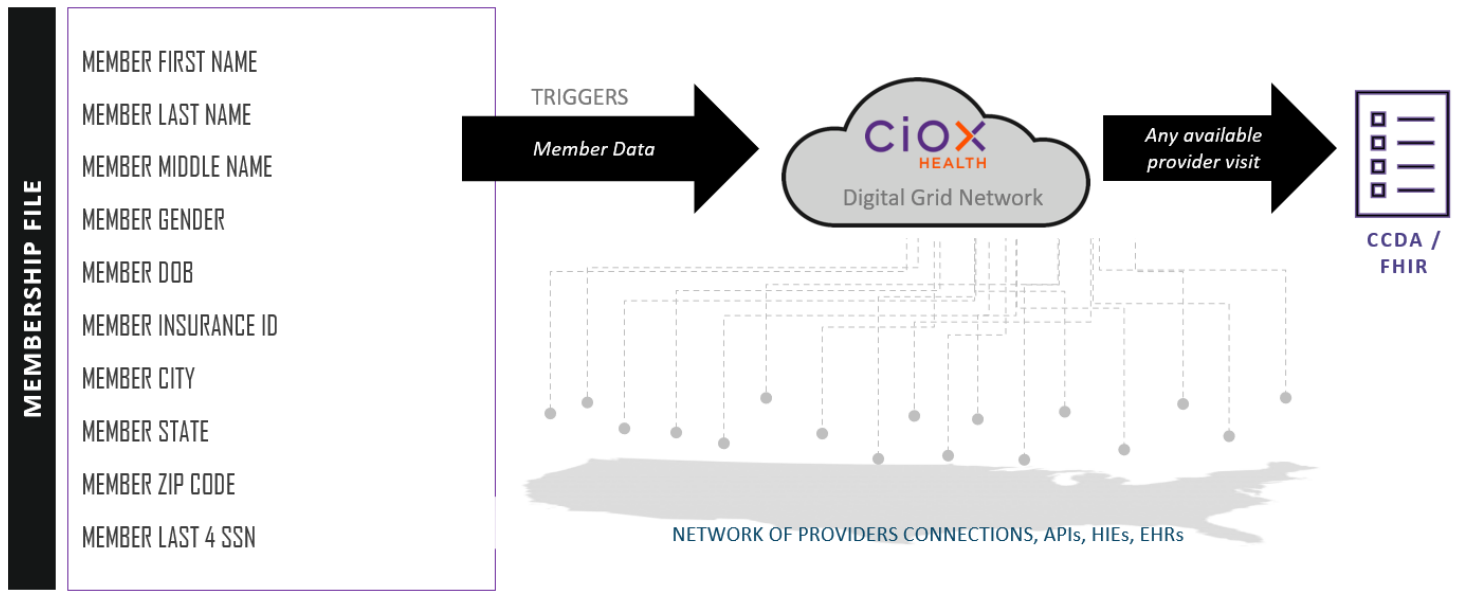 MEMBERSHIP FILE
MEMBER FIRST NAME
MEMBER LAST NAME
MEMBER MIDDLE NAME
MEMBER GENDER
MEMBER DOB
MEMBER INSURANCE ID
MEMBER CITY
MEMBER STATE
MEMBER ZIP CODE
MEMBER LAST 4 SSN
TRIGGERS
Member Data
ciox
HEALTH
Digital Grid Network
Any available
provider visit
CCDA /
FHIR
NETWORK OF PROVIDERS CONNECTIONS, APIs, HIEs, EHRs